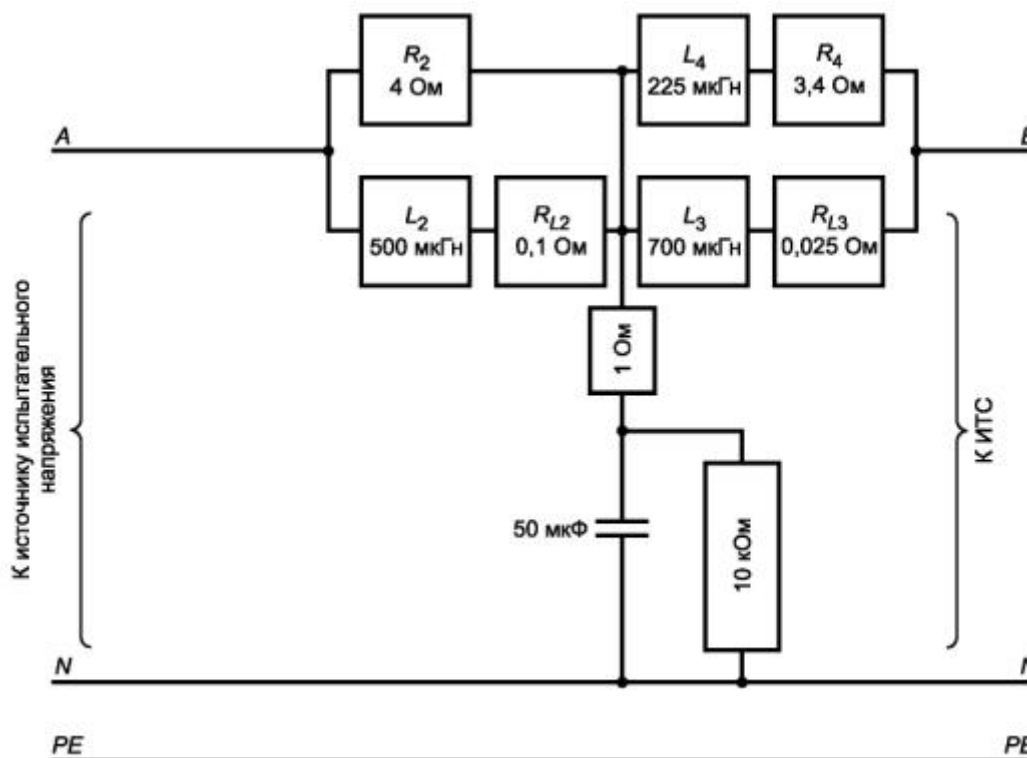 R2
4 Ом
L4
225 мкГн
R4
3,4 Ом
A
L2
500 мкГн
RL2
0,1 Ом
L3
700 мкГн
RL3
0,025 Ом
К источнику испытательного
напряжения
1 Ом
К ИТС
50 мкФ
10 кОм
N
PE
PE